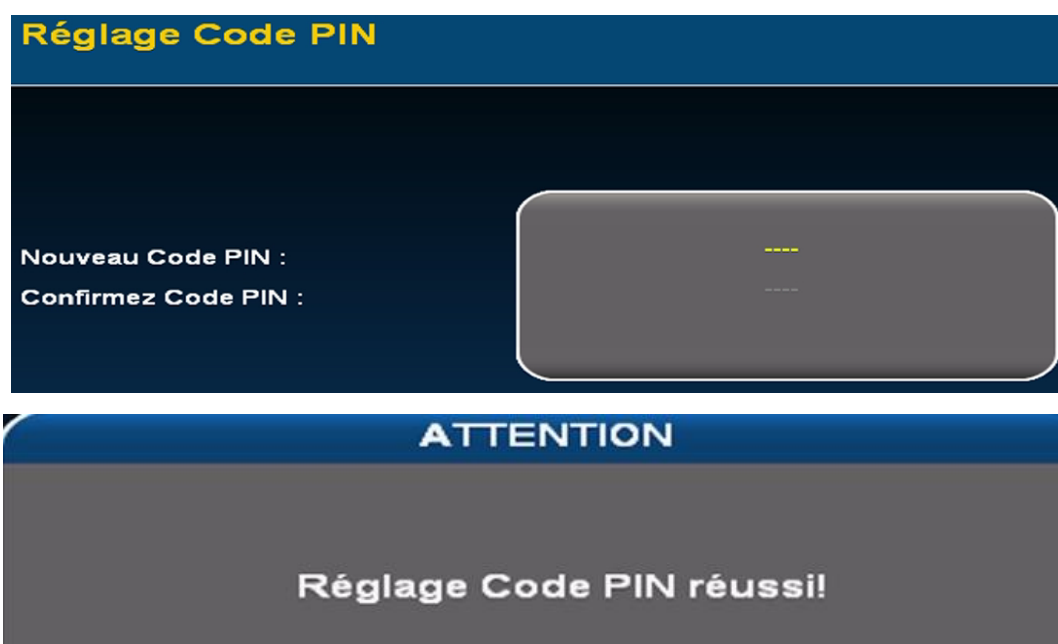 Réglage Code PIN
Nouveau Code PIN : ----
Confirmez Code PIN : ----
ATTENTION
Réglage Code PIN réussi!